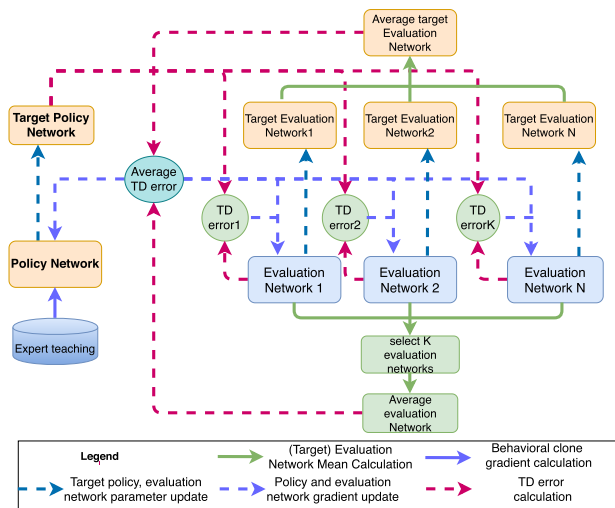 Average target
Evaluation
Network
Target Policy
Network
Target Evaluation
Network1
Target Evaluation
Network2
Target Evaluation
Network N
Average
TD error
TD
error1
TD
error2
TD
errorK
Policy Network
Evaluation
Network 1
Evaluation
Network 2
Evaluation
Network N
Expert teaching
select K
evaluation
networks
Average
evaluation
Network
Legend
(Target) Evaluation
Network Mean Calculation
Behavioral clone
gradient calculation
Target policy, evaluation
network parameter update
Policy and evaluation
network gradient update
TD error
calculation